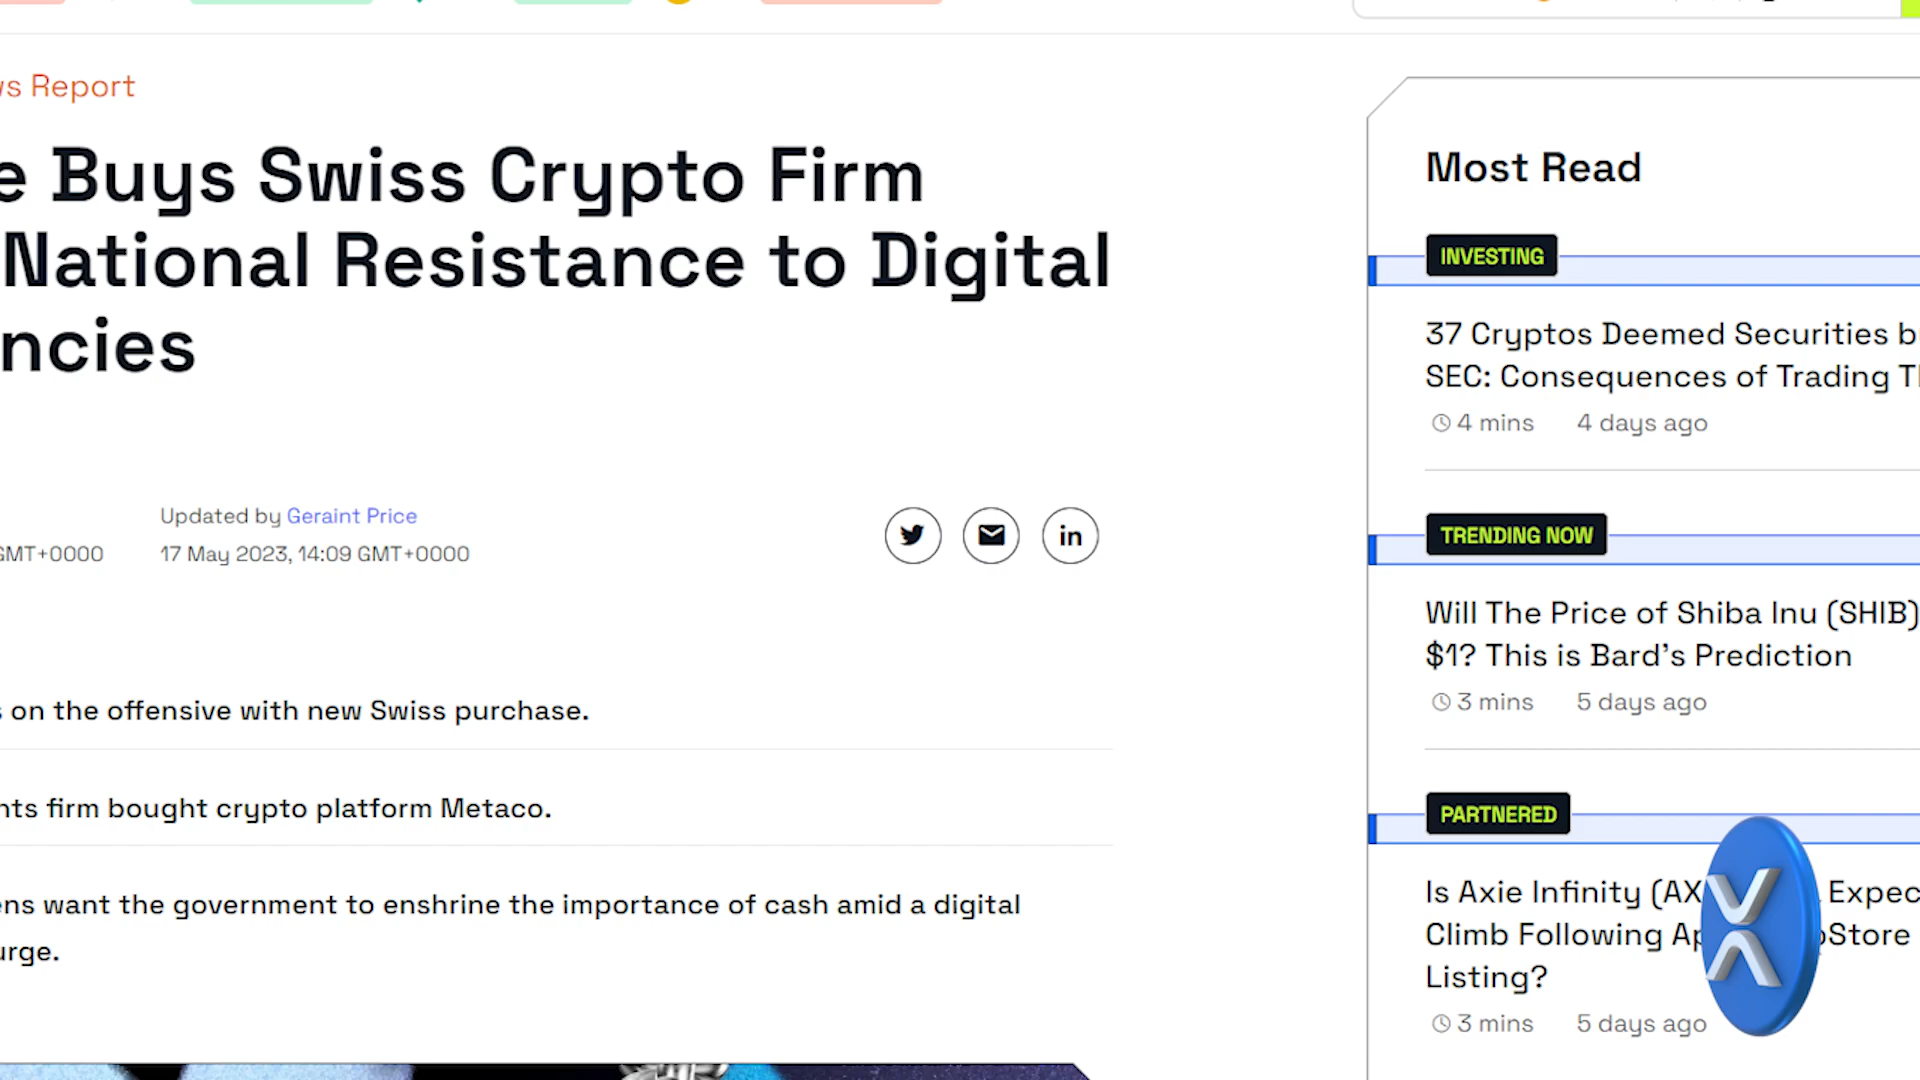 ws Report
e Buys Swiss Crypto Firm
National Resistance to Digital
ncies
Updated by Geraint Price
GMT+0000
17 May 2023, 14:09 GMT+0000
in
s on the offensive with new Swiss purchase.
nts firm bought crypto platform Metaco.
ens want the government to enshrine the importance of cash amid a digital
urge.
Most Read
INVESTING
37 Cryptos Deemed Securities b
SEC: Consequences of Trading T
4 mins 4 days ago
TRENDING NOW
Will The Price of Shiba Inu (SHIB)
$1? This is Bard's Prediction
3 mins 5 days ago
PARTNERED
Is Axie Infinity (AX Expec
Climb Following Ap pStore
Listing?
3 mins 5 days ago